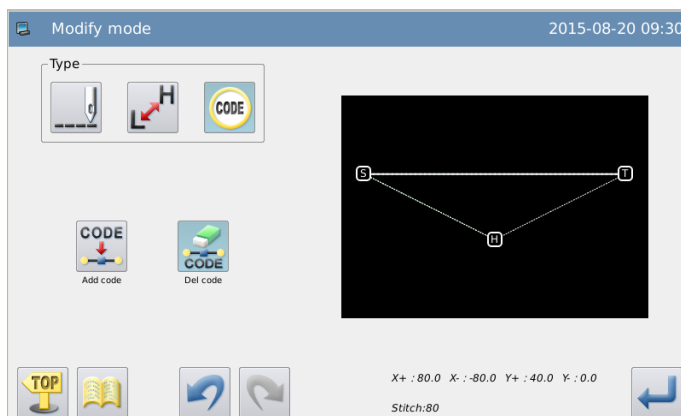 Modify mode 2015-08-20 09:30
Type
L H CODE
S T
H
CODE CODE
Add code Del code
TOP
X+ : 80.0 X- : -80.0 Y+ : 40.0 Y- : 0.0
Stitch:80